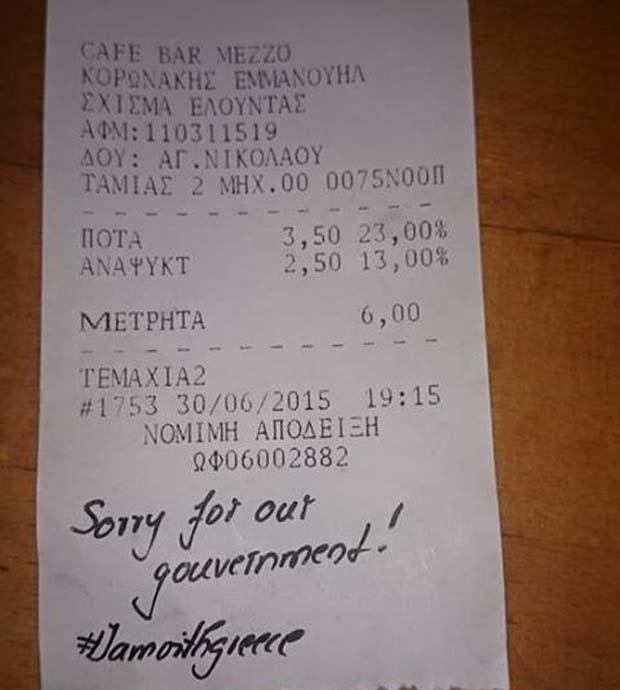 CAFE BAR MEZZO
ΚΟΡΩΝΑΚΗΣ ΕΜΜΑΝΟΥΗΛ
ΣΧΙΣΜΑ ΕΛΟΥΝΤΑΣ
ΑΦΜ:110311519
ΔΟΥ: ΑΓ.ΝΙΚΟΛΑΟΥ
ΤΑΜΙΑΣ 2 ΜΗΧ.00 0075Ν00Π
- - - - - - - - - - - -
ΠΟΤΑ 3,50 23,00%
ΑΝΑΨΥΚΤ 2,50 13,00%
ΜΕΤΡΗΤΑ 6,00
- - - - - - - - - - - -
ΤΕΜΑΧΙΑ2
#1753 30/06/2015 19:15
ΝΟΜΙΜΗ ΑΠΟΔΕΙΞΗ
ΩΦ06002882
Sorry for our
gouvernment!
#Iamwithgreece